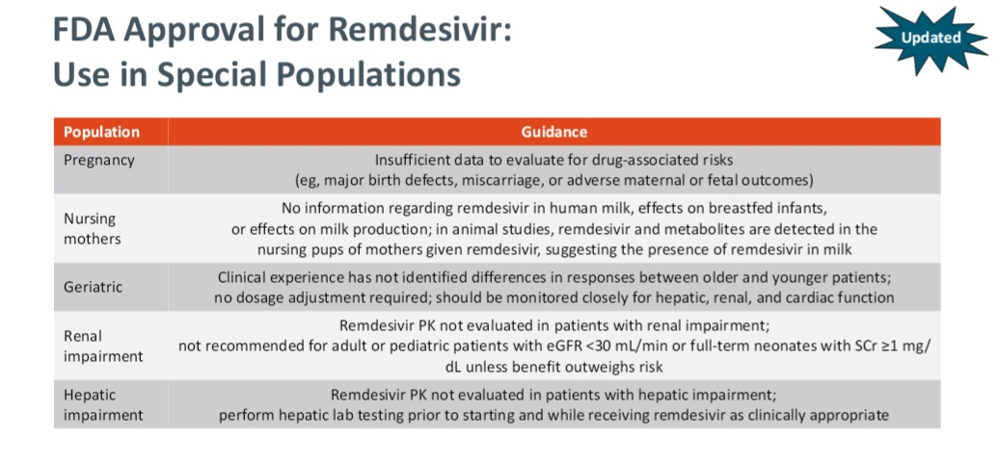 FDA Approval for Remdesivir:
Use in Special Populations
Updated
Population
Guidance
Pregnancy
Insufficient data to evaluate for drug-associated risks
(eg, major birth defects, miscarriage, or adverse maternal or fetal outcomes)
Nursing
mothers
No information regarding remdesivir in human milk, effects on breastfed infants,
or effects on milk production; in animal studies, remdesivir and metabolites are detected in the
nursing pups of mothers given remdesivir, suggesting the presence of remdesivir in milk
Geriatric
Clinical experience has not identified differences in responses between older and younger patients;
no dosage adjustment required; should be monitored closely for hepatic, renal, and cardiac function
Renal
impairment
Remdesivir PK not evaluated in patients with renal impairment;
not recommended for adult or pediatric patients with eGFR <30 mL/min or full-term neonates with SCr ≥1 mg/
dL unless benefit outweighs risk
Hepatic
impairment
Remdesivir PK not evaluated in patients with hepatic impairment;
perform hepatic lab testing prior to starting and while receiving remdesivir as clinically appropriate